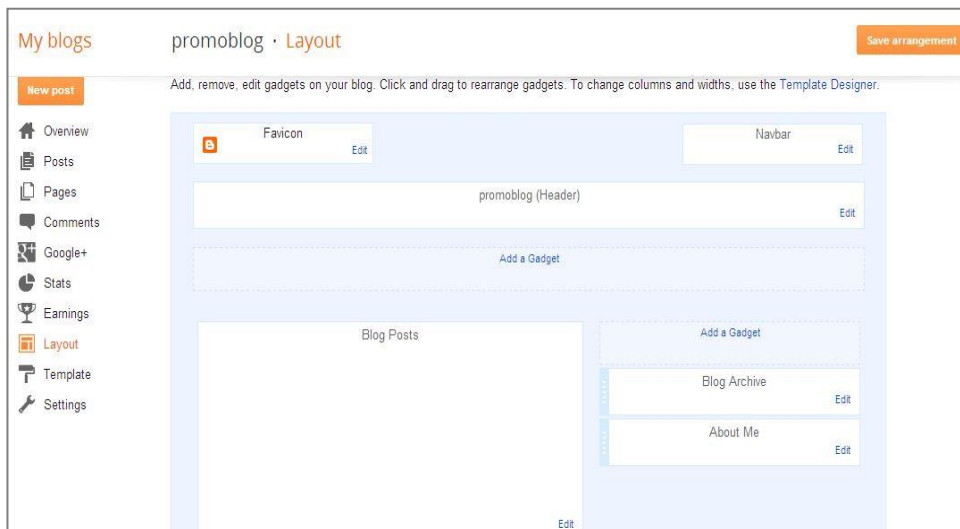 My blogs
promoblog · Layout
Save arrangement
New post
Add, remove, edit gadgets on your blog. Click and drag to rearrange gadgets. To change columns and widths, use the Template Designer.
Overview
Posts
Pages
Comments
Google+
Stats
Earnings
Layout
Template
Settings
Favicon
Edit
Navbar
Edit
promoblog (Header)
Edit
Add a Gadget
Blog Posts
Edit
Add a Gadget
Blog Archive
Edit
About Me
Edit